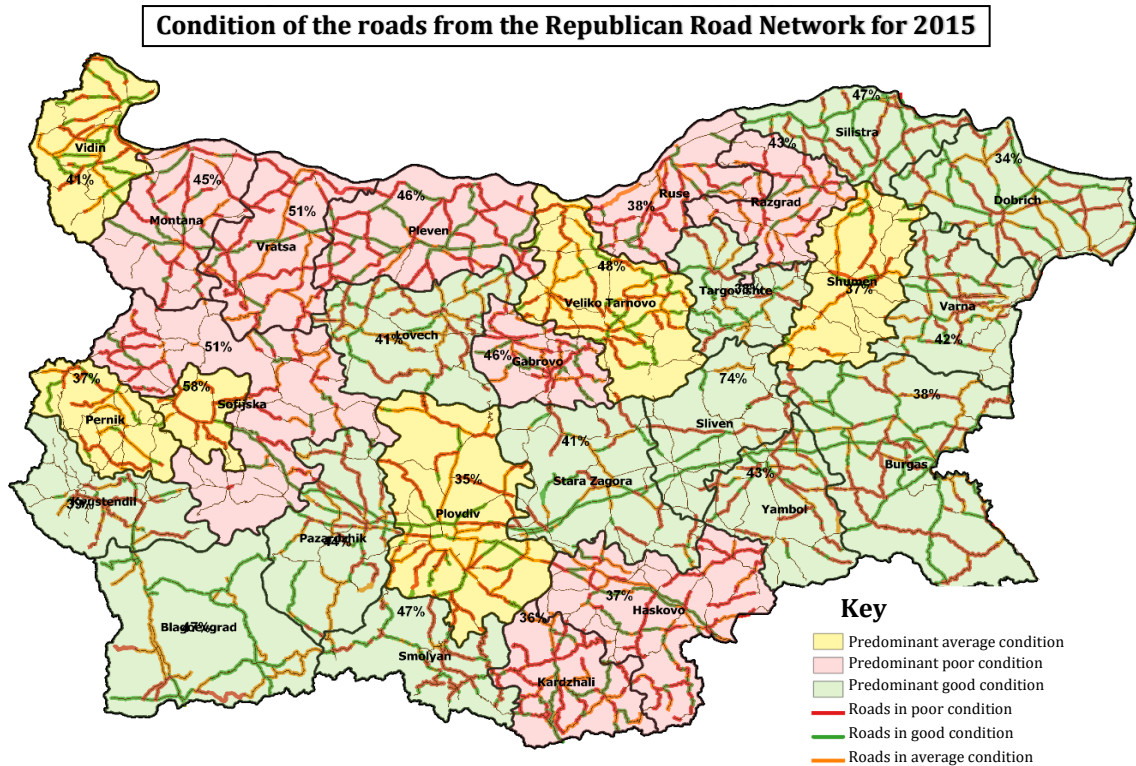 Condition of the roads from the Republican Road Network for 2015
47%
Silistra
43%
34%
Vidin
41%
45%
Montana
51%
Vratsa
46%
Pleven
Ruse
38%
Razgrad
Dobrich
48%
Veliko Tarnovo
Targovishte
Shumen
37%
Varna
42%
51%
Lovech
41%
46%
Gabrovo
74%
38%
37%
Pernik
58%
Sofijska
Sliven
41%
Stara Zagora
43%
Yambol
Burgas
35%
Plovdiv
Kyustendil
39%
Pazardzhik
44%
Blagoevgrad
47%
47%
Smolyan
36%
37%
Haskovo
Kardzhali
Key
Predominant average condition
Predominant poor condition
Predominant good condition
Roads in poor condition
Roads in good condition
Roads in average condition